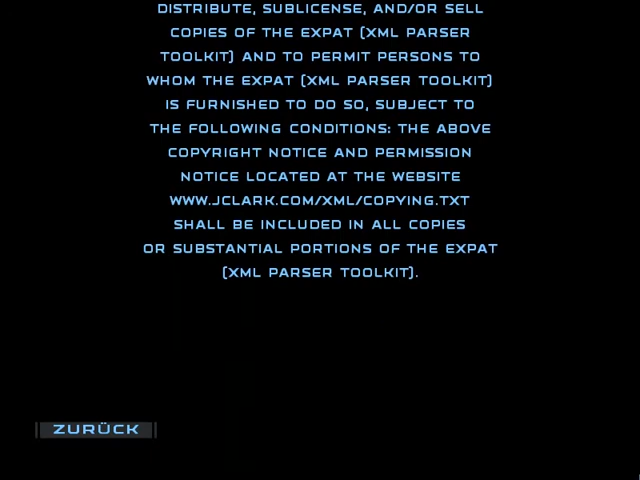 DISTRIBUTE, SUBLICENSE, AND/OR SELL
COPIES OF THE EXPAT (XML PARSER
TOOLKIT) AND TO PERMIT PERSONS TO
WHOM THE EXPAT (XML PARSER TOOLKIT)
IS FURNISHED TO DO SO, SUBJECT TO
THE FOLLOWING CONDITIONS: THE ABOVE
COPYRIGHT NOTICE AND PERMISSION
NOTICE LOCATED AT THE WEBSITE
WWW.JCLARK.COM/XML/COPYING.TXT
SHALL BE INCLUDED IN ALL COPIES
OR SUBSTANTIAL PORTIONS OF THE EXPAT
(XML PARSER TOOLKIT).
ZURÜCK